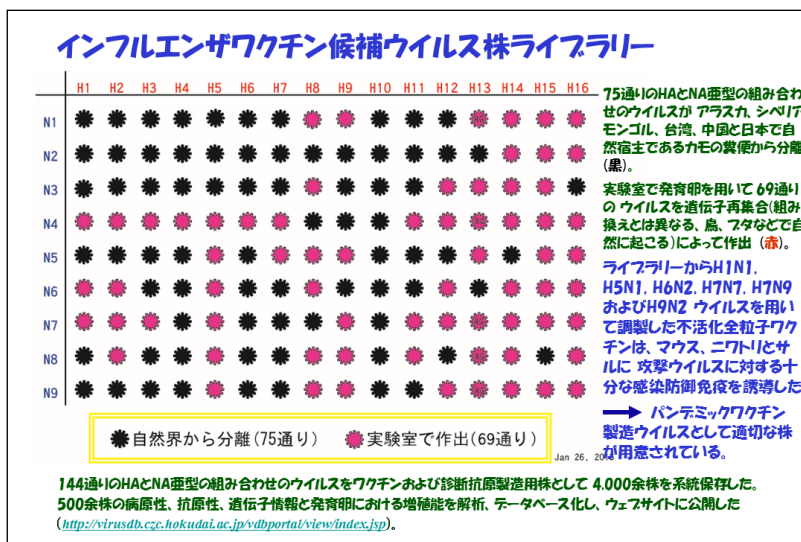 インフルエンザワクチン候補ウイルス株ライブラリー
H1 H2 H3 H4 H5 H6 H7 H8 H9 H10 H11 H12 H13 H14 H15 H16
N1
N2
N3
N4
N5
N6
N7
N8
N9
自然界から分離(75通り) 実験室で作出(69通り)
Jan 26,
75通りのHAとNA亜型の組み合わ
せのウイルスが アラスカ、シベリア
モンゴル、台湾、中国と日本で自
然宿主であるカモの糞便から分離
(黒)。
実験室で発育卵を用いて 69通り
の ウイルスを遺伝子再集合(組み
換えとは異なる、鳥、ブタなどで自
然に起こる)によって作出 (赤)。
ライブラリーからH1N1,
H5N1, H6N2, H7N7, H7N9
およびH9N2 ウイルスを用い
て調製した不活化全粒子ワク
チンは、マウス、ニワトリとサ
ルに 攻撃ウイルスに対する十
分な感染防御免疫を誘導した
パンデミックワクチン
製造ウイルスとして適切な株
が用意されている。
144通りのHAとNA亜型の組み合わせのウイルスをワクチンおよび診断抗原製造用株として 4,000余株を系統保存した。
500余株の病原性、抗原性、遺伝子情報と発育卵における増殖能を解析、データベース化し、ウェブサイトに公開した
(http://virusdb.czc.hokudai.ac.jp/vdbportal/view/index.jsp)。